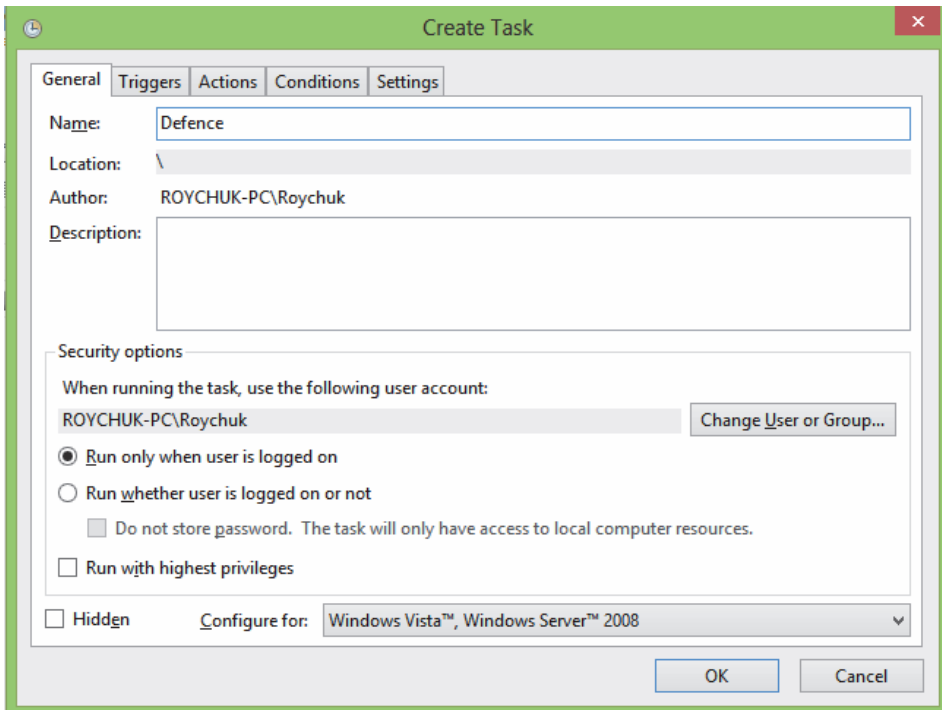 Create Task
General Triggers Actions Conditions Settings
Name: Defence
Location: \
Author: ROYCHUK-PC\Roychuk
Description:
Security options
When running the task, use the following user account:
ROYCHUK-PC\Roychuk Change User or Group...
Run only when user is logged on
Run whether user is logged on or not
Do not store password. The task will only have access to local computer resources.
Run with highest privileges
Hidden Configure for: Windows Vista™, Windows Server™ 2008
OK Cancel